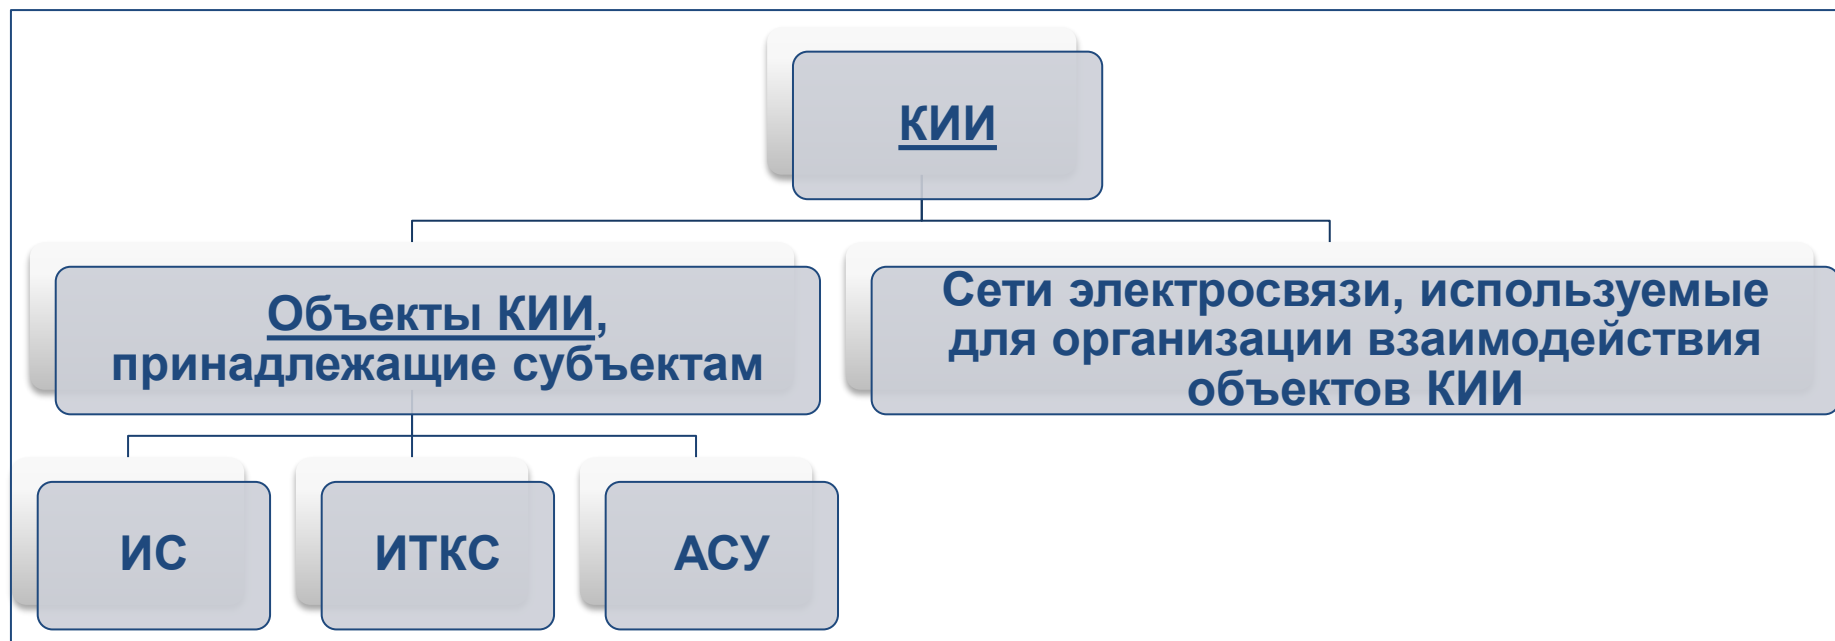 КИИ
Объекты КИИ,
принадлежащие субъектам
Сети электросвязи, используемые
для организации взаимодействия
объектов КИИ
ИС
ИТКС
АСУ